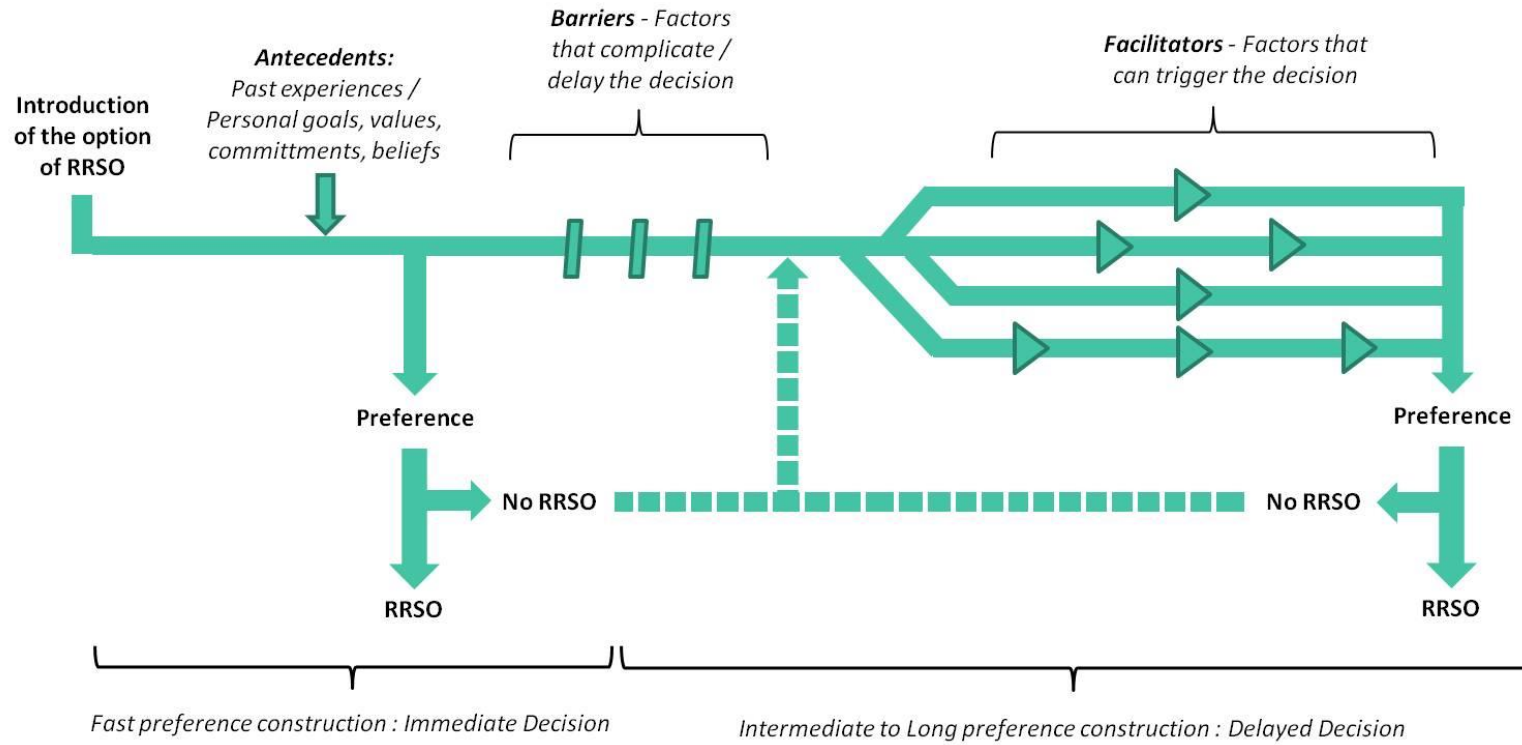 Introduction
of the option
of RRSO
Antecedents:
Past experiences /
Personal goals, values,
committments, beliefs
Barriers - Factors
that complicate /
delay the decision
Facilitators - Factors that
can trigger the decision
Preference
No RRSO
RRSO
Preference
No RRSO
RRSO
Fast preference construction : Immediate Decision
Intermediate to Long preference construction : Delayed Decision